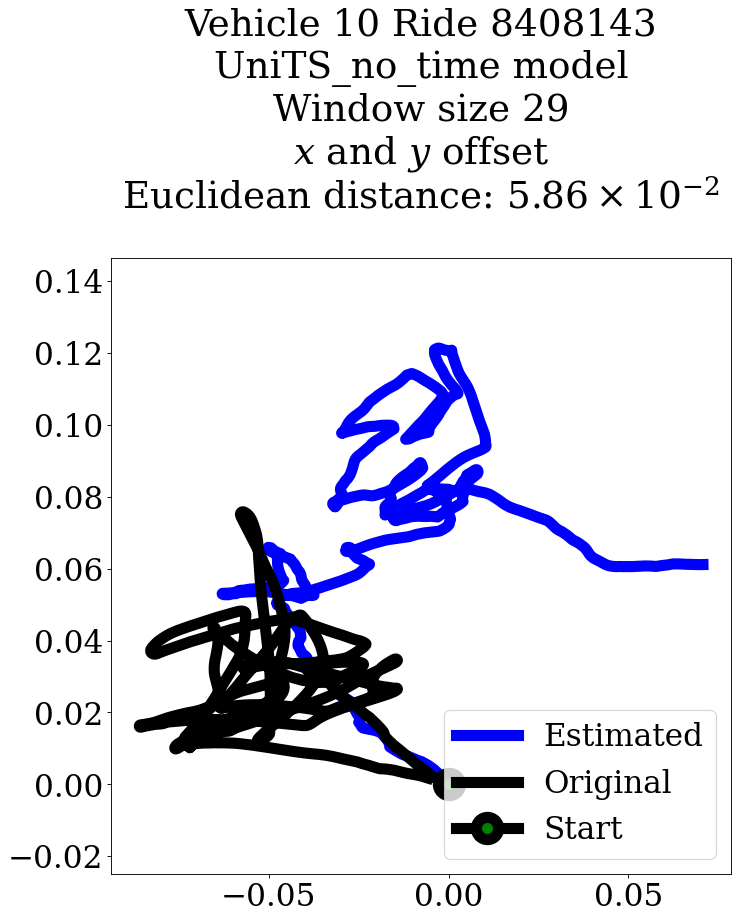 Vehicle 10 Ride 8408143
UniTS_no_time model
Window size 29
x and y offset
Euclidean distance: 5.86 × 10⁻²
0.14
0.12
0.10
0.08
0.06
0.04
0.02
0.00
−0.02
−0.05
0.00
0.05
Estimated
Original
Start